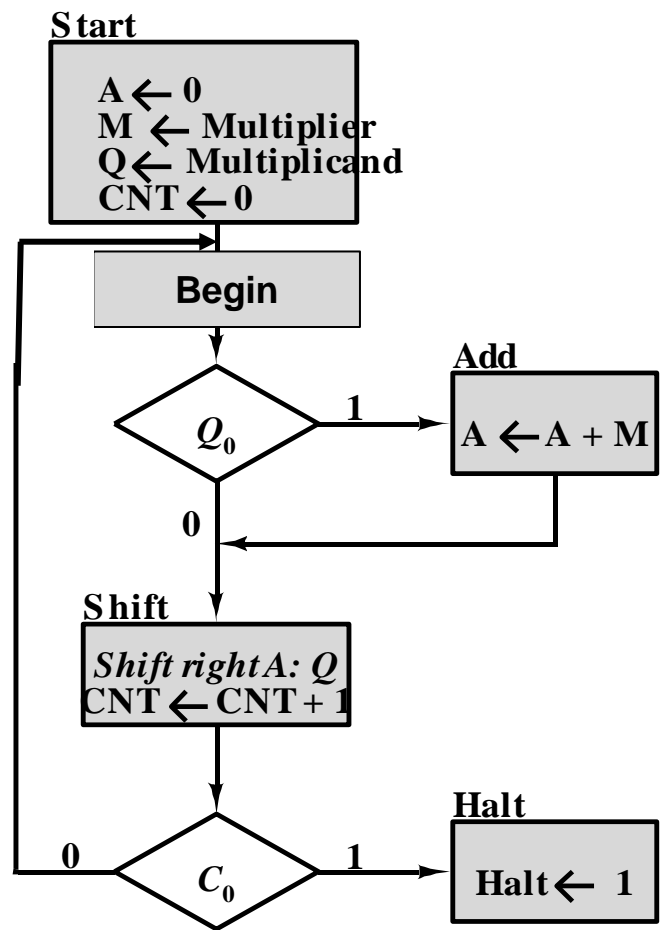 Start
A ← 0
M ← Multiplier
Q ← Multiplicand
CNT ← 0
Begin
Q₀
1
Add
A ← A + M
0
Shift
Shift right A: Q
CNT ← CNT + 1
C₀
0
1
Halt
Halt ← 1